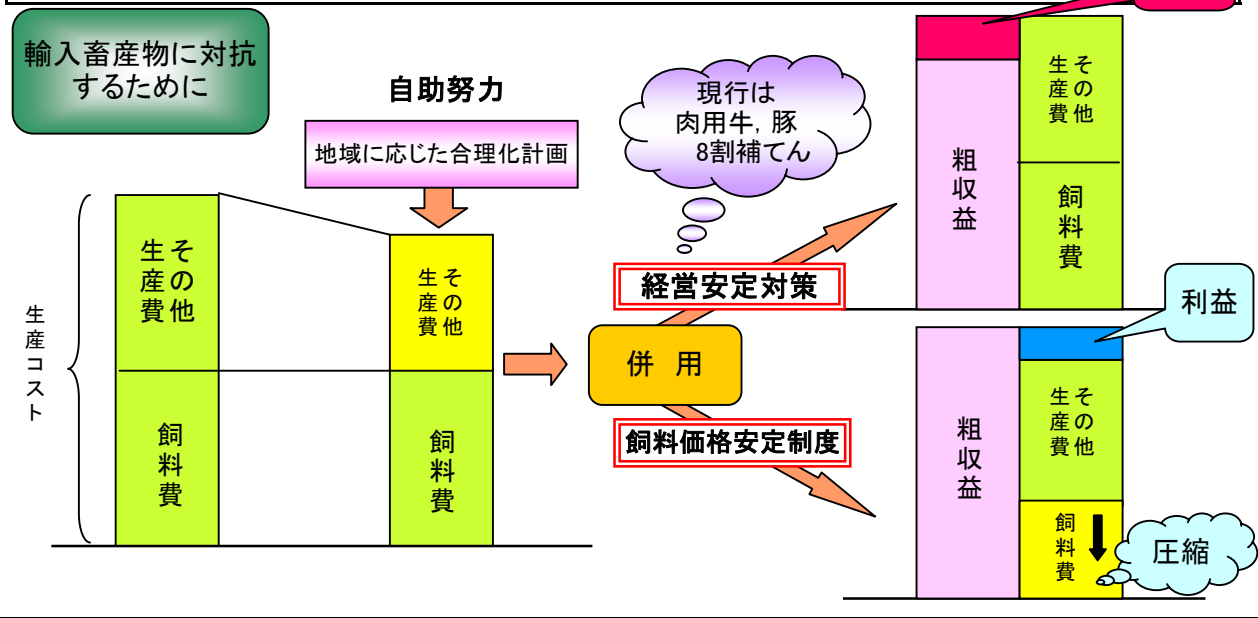 輸入畜産物に対抗
するために
自助努力
地域に応じた合理化計画
現行は
肉用牛，豚
8割補てん
生産コスト
その他
生産費
飼料費
その他
生産費
飼料費
併　用
経営安定対策
飼料価格安定制度
粗収益
その他
生産費
飼料費
利益
粗収益
その他
生産費
飼料費
圧縮